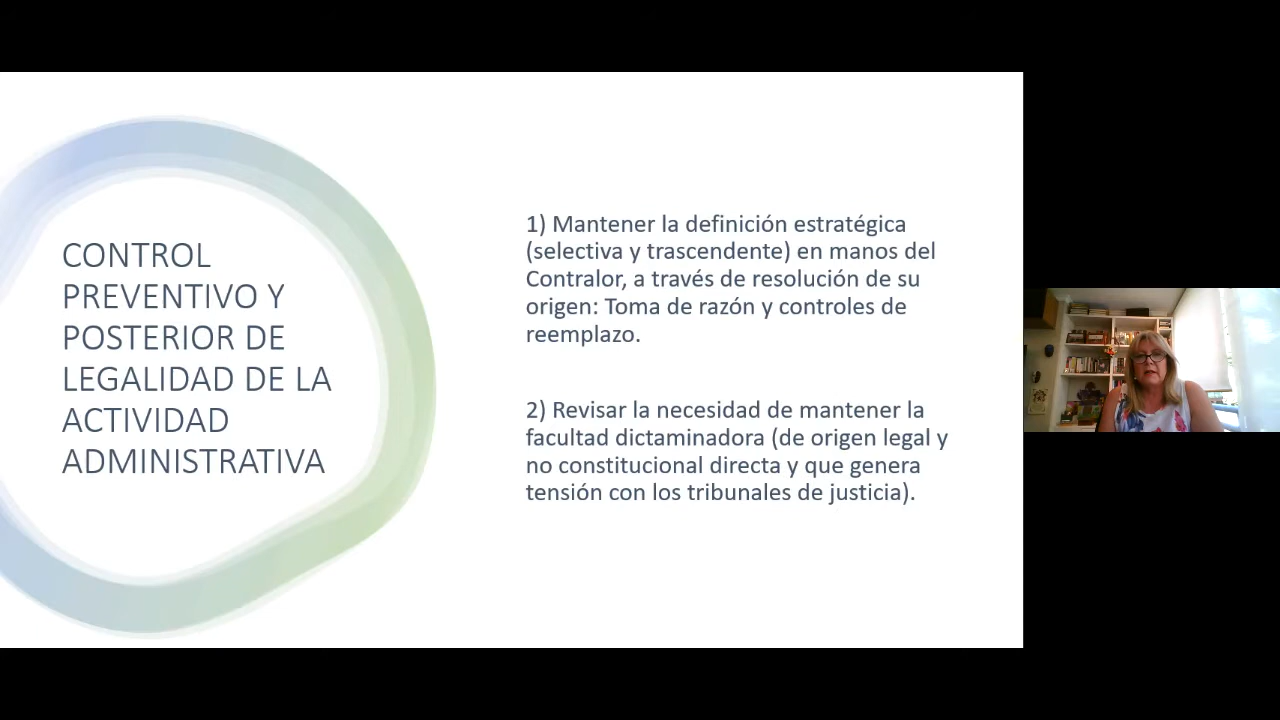 CONTROL
PREVENTIVO Y
POSTERIOR DE
LEGALIDAD DE LA
ACTIVIDAD
ADMINISTRATIVA
1) Mantener la definición estratégica
(selectiva y trascendente) en manos del
Contralor, a través de resolución de su
origen: Toma de razón y controles de
reemplazo.
2) Revisar la necesidad de mantener la
facultad dictaminadora (de origen legal y
no constitucional directa y que genera
tensión con los tribunales de justicia).